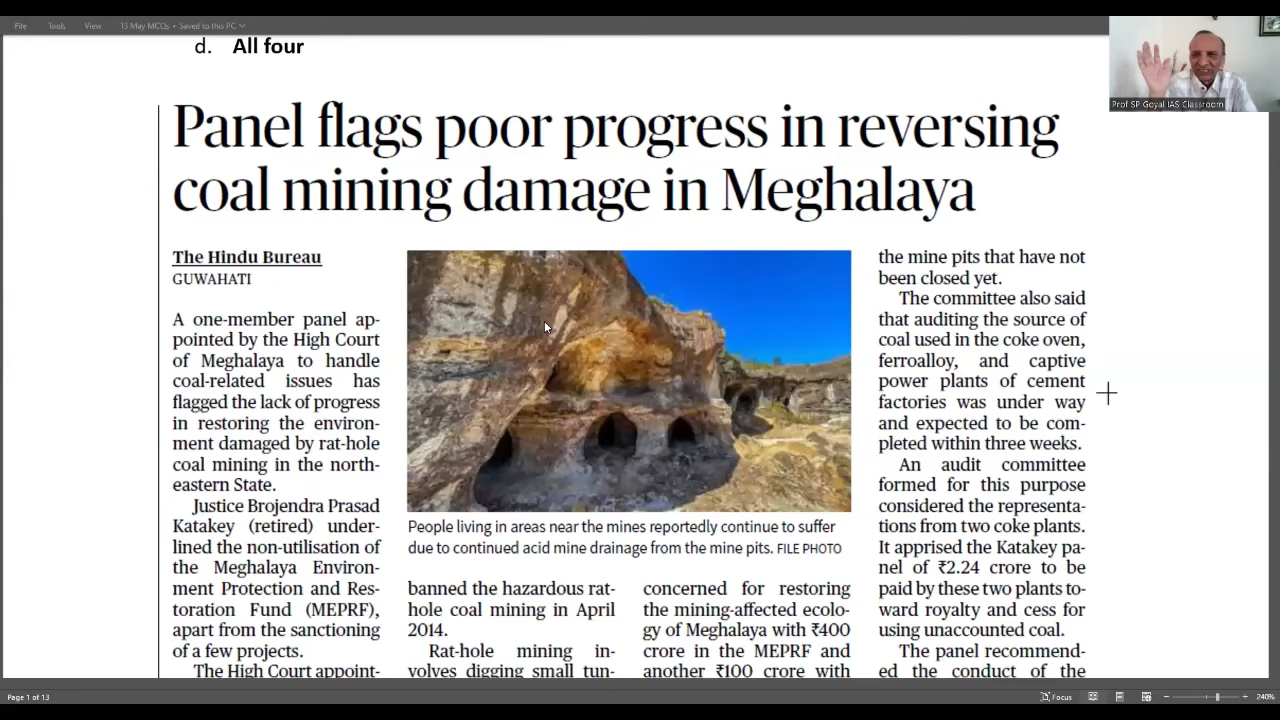 File Tools View 15 May MCQs • Saved to this PC
d. All four
Prof SP Goyal IAS Classroom
Panel flags poor progress in reversing
coal mining damage in Meghalaya
The Hindu Bureau
GUWAHATI
A one-member panel ap-
pointed by the High Court
of Meghalaya to handle
coal-related issues has
flagged the lack of progress
in restoring the environ-
ment damaged by rat-hole
coal mining in the north-
eastern State.
Justice Brojendra Prasad
Katakey (retired) under-
lined the non-utilisation of
the Meghalaya Environ-
ment Protection and Res-
toration Fund (MEPRF),
apart from the sanctioning
of a few projects.
The High Court appoint-
People living in areas near the mines reportedly continue to suffer
due to continued acid mine drainage from the mine pits. FILE PHOTO
banned the hazardous rat-
hole coal mining in April
2014.
Rat-hole mining in-
volves digging small tun-
concerned for restoring
the mining-affected ecolo-
gy of Meghalaya with ₹400
crore in the MEPRF and
another ₹100 crore with
the mine pits that have not
been closed yet.
The committee also said
that auditing the source of
coal used in the coke oven,
ferroalloy, and captive
power plants of cement
factories was under way
and expected to be com-
pleted within three weeks.
An audit committee
formed for this purpose
considered the representa-
tions from two coke plants.
It apprised the Katakey pa-
nel of ₹2.24 crore to be
paid by these two plants to-
ward royalty and cess for
using unaccounted coal.
The panel recommend-
ed the conduct of the
Page 1 of 13
Focus
240%